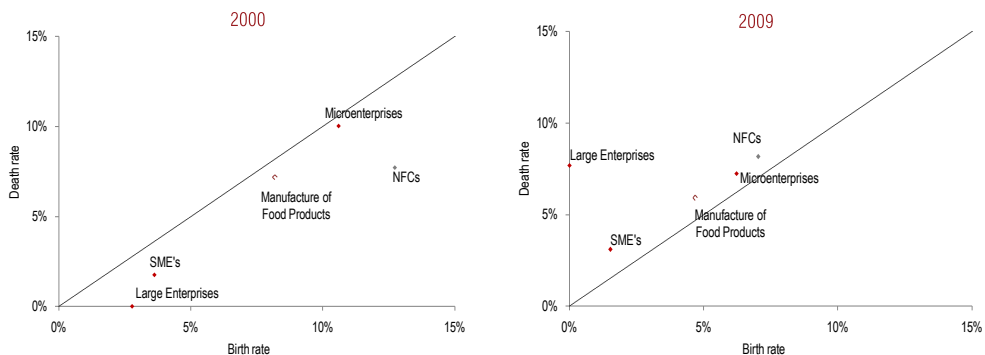 2000
15%
10%
5%
0%
Death rate
Microenterprises
NFCs
Manufacture of
Food Products
SME's
Large Enterprises
0%
5%
10%
15%
Birth rate
2009
15%
10%
5%
0%
Death rate
NFCs
Large Enterprises
Microenterprises
Manufacture of
Food Products
SME's
0%
5%
10%
15%
Birth rate